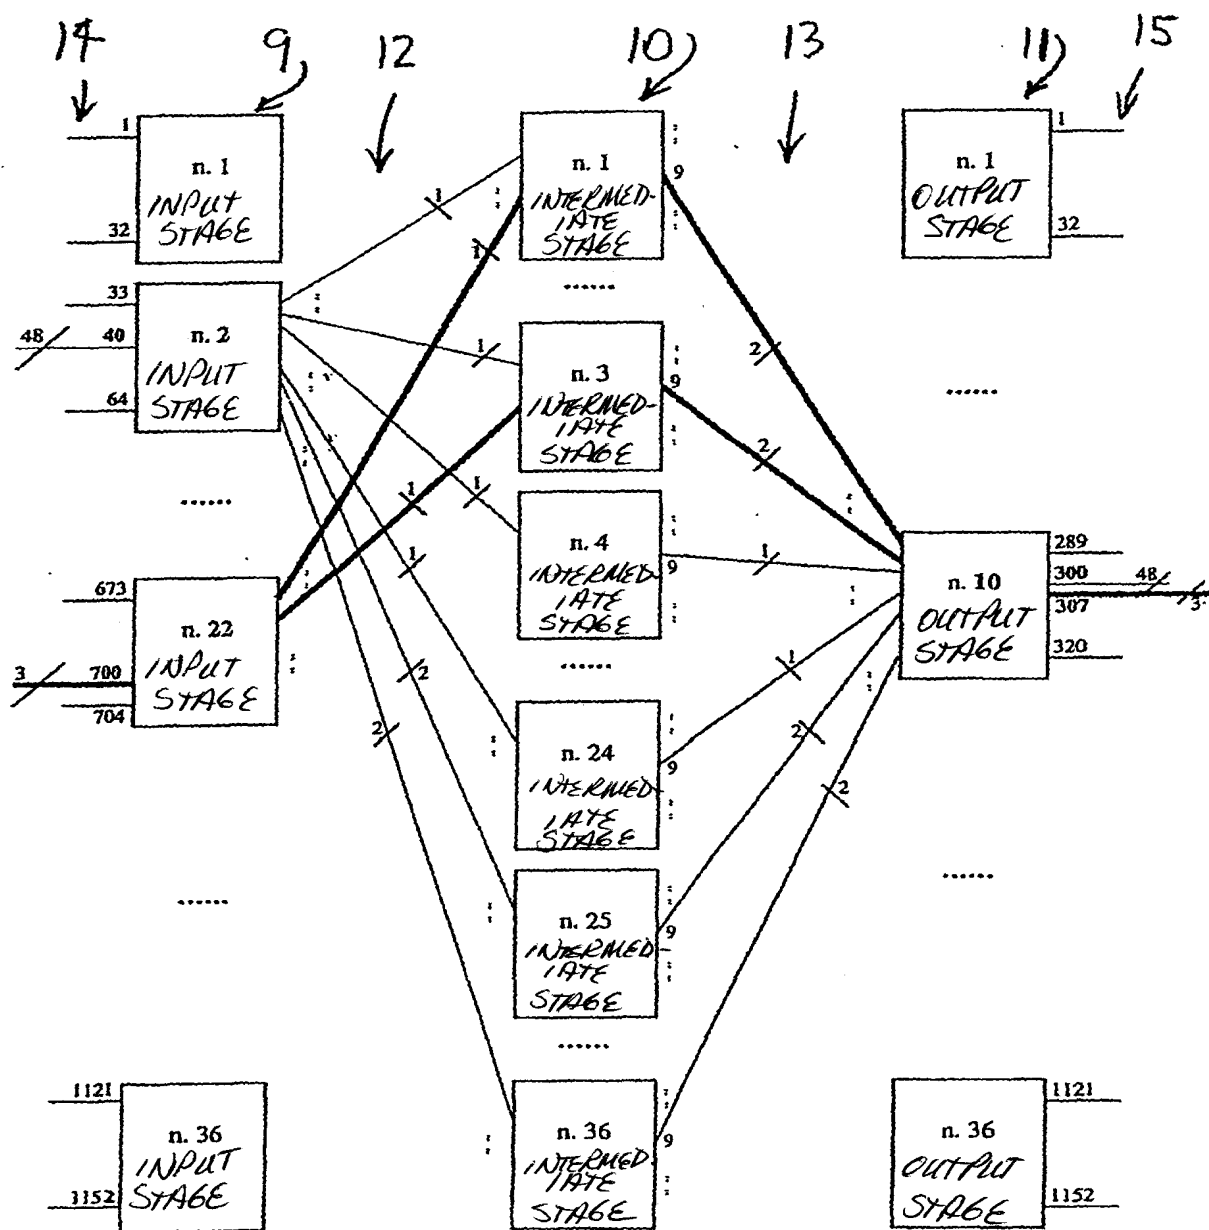 14 9 12 10 13 11 15
1
n. 1
INPUT
STAGE
32
33
48 40
n. 2
INPUT
STAGE
64
......
673
n. 22
INPUT
STAGE
3 700
704
......
1121
n. 36
INPUT
STAGE
1152
1
1
1
1
1
1
2
2
n. 1
INTERMED-
IATE
STAGE
9
......
n. 3
INTERMED-
IATE
STAGE
9
n. 4
INTERMED-
IATE
STAGE
9
......
n. 24
INTERMED-
IATE
STAGE
9
n. 25
INTERMED
IATE
STAGE
9
......
n. 36
INTERMED.
IATE
STAGE
9
2
2
1
1
2
2
1
n. 1
OUTPUT
STAGE
32
......
n. 10
OUTPUT
STAGE
289
300 48
307 3
320
......
1121
n. 36
OUTPUT
STAGE
1152